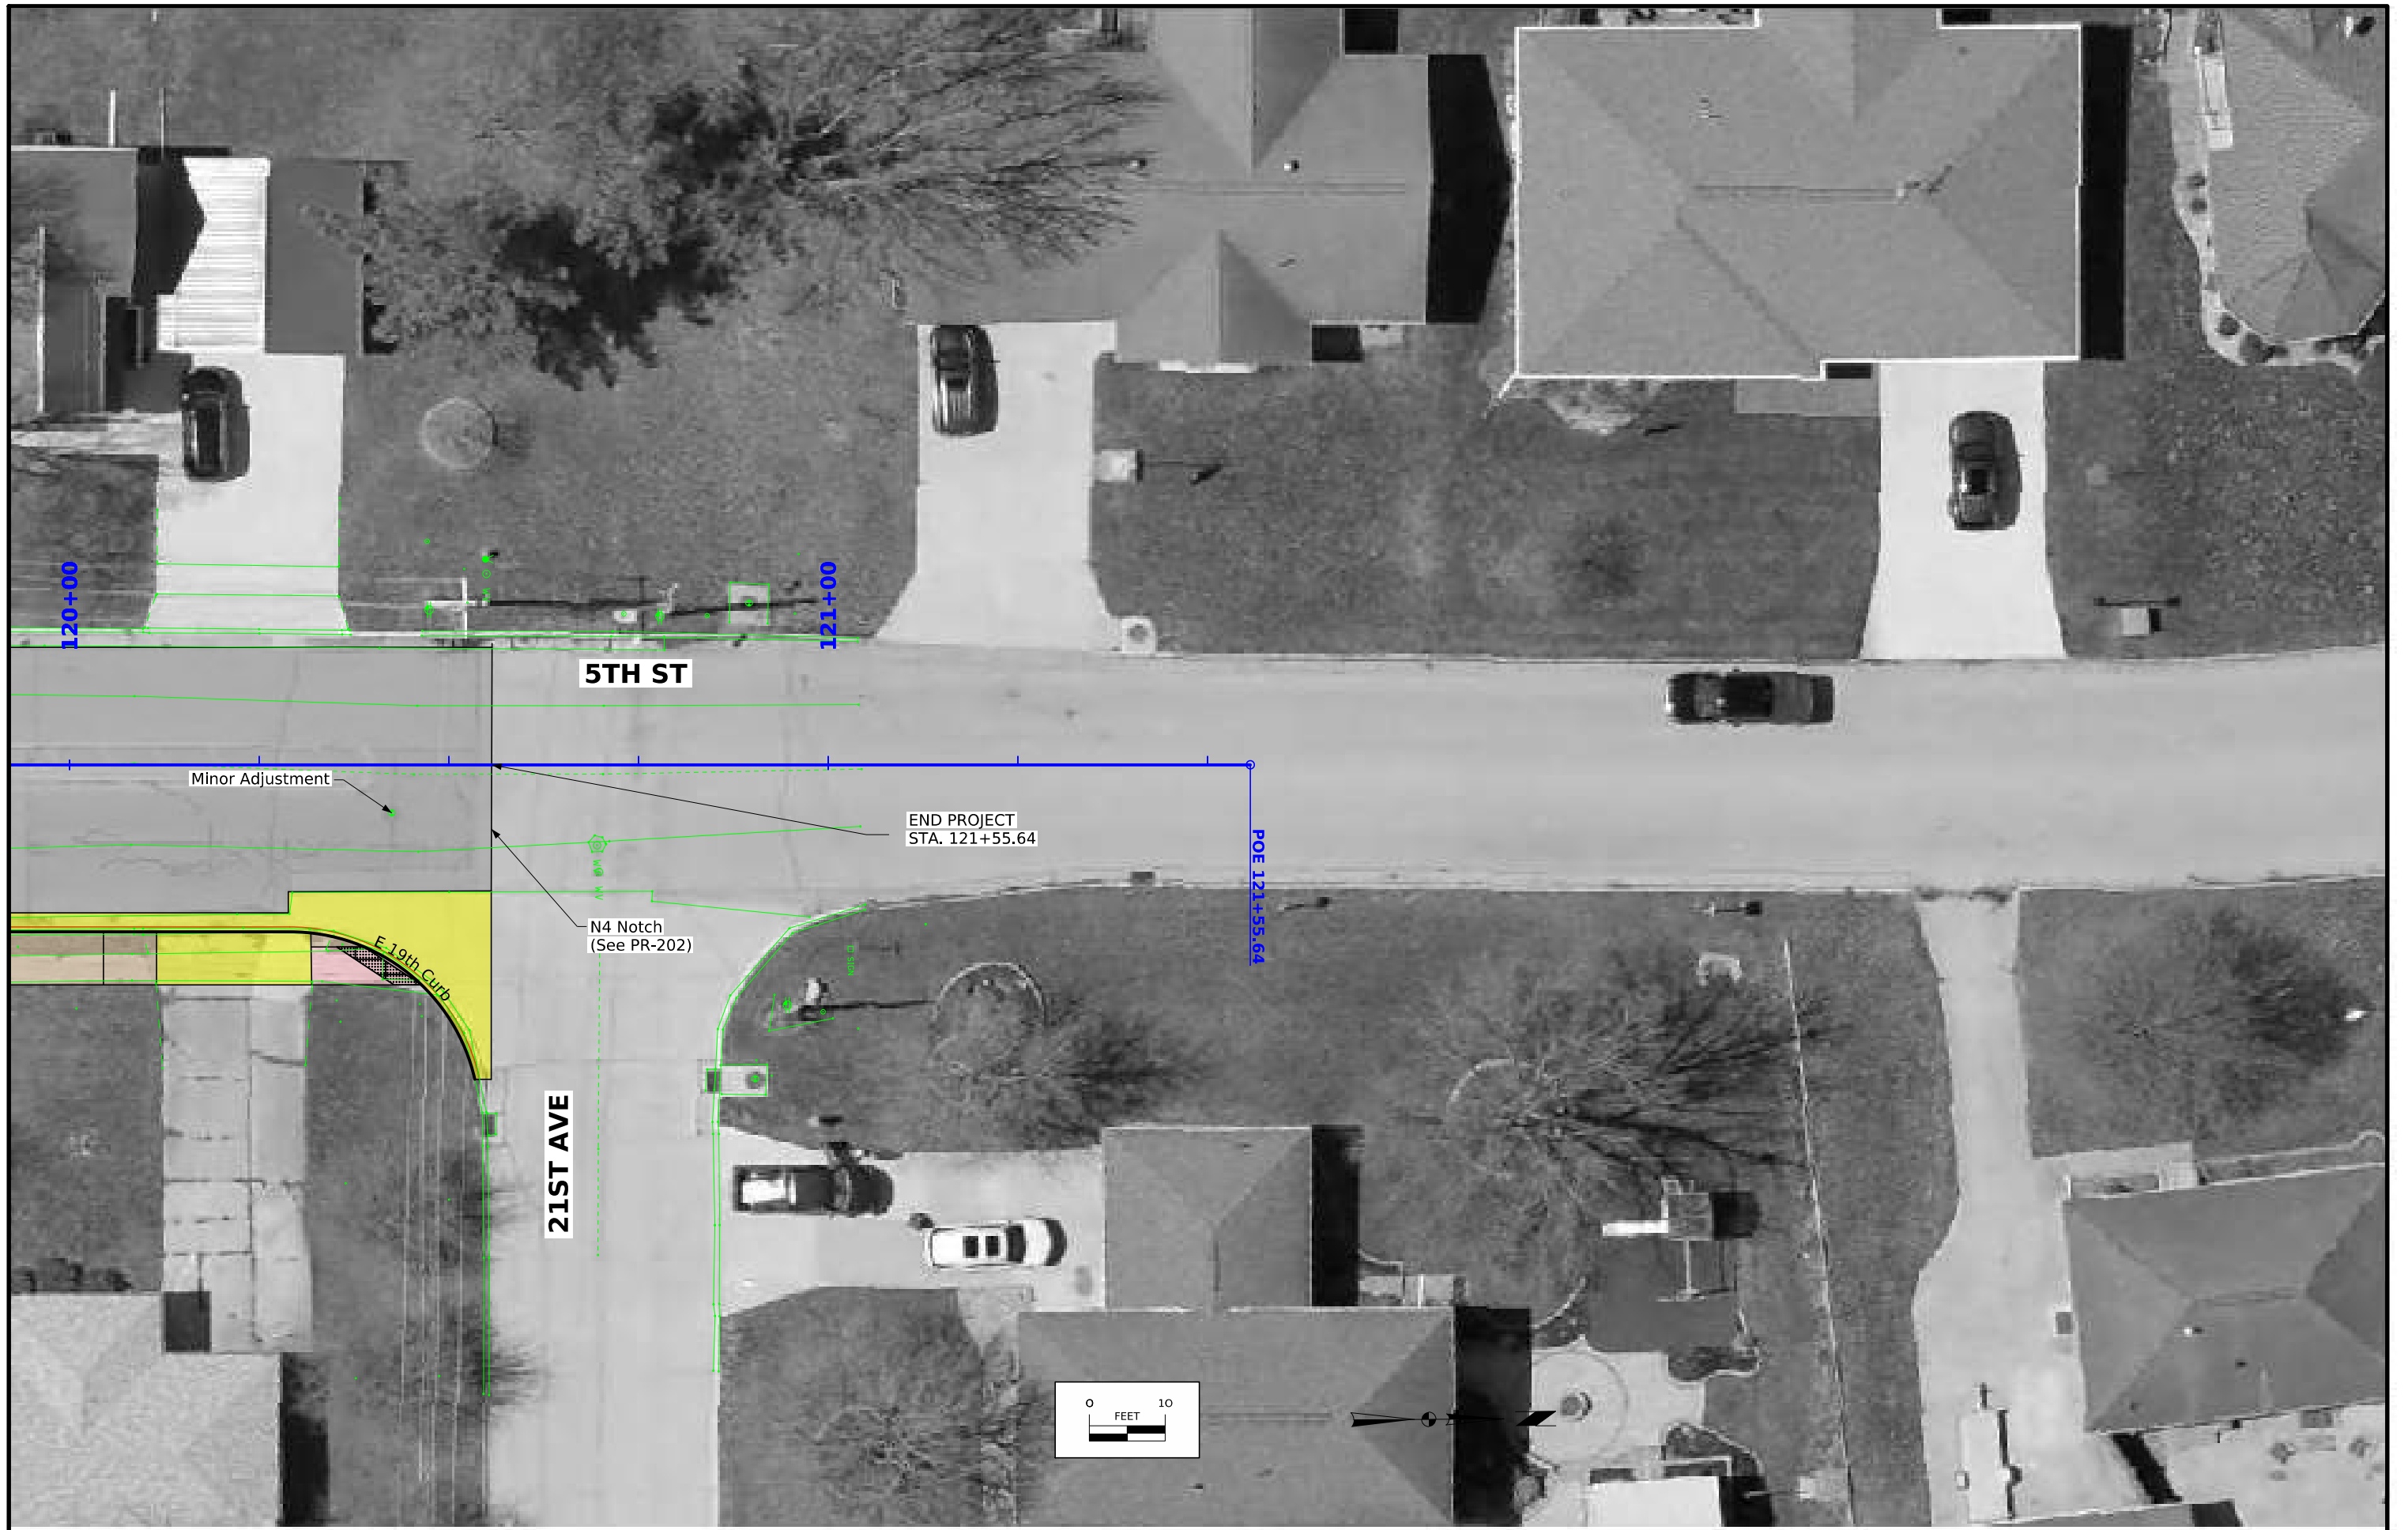 120+00
121+00
5TH ST
Minor Adjustment
END PROJECT
STA. 121+55.64
POE 121+55.64
N4 Notch
(See PR-202)
E 19th Curb
SIGN
21ST AVE
0 10
FEET